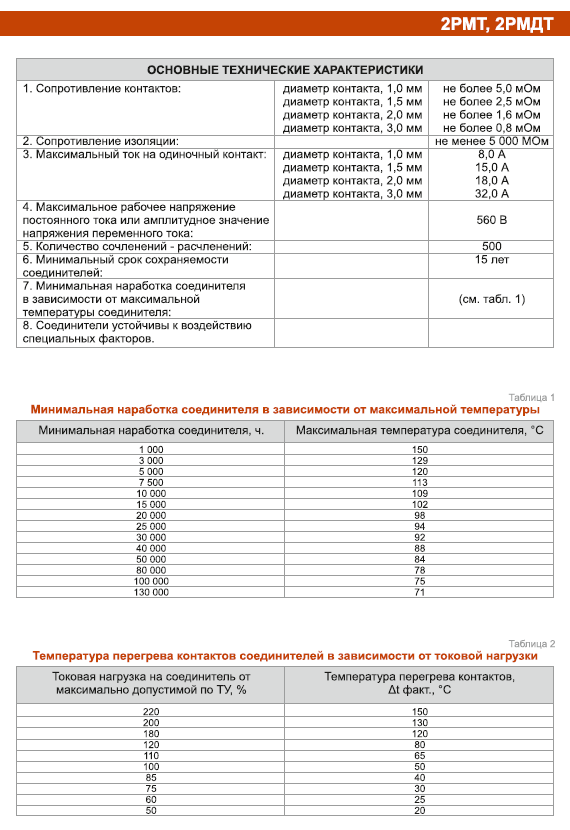 2РМТ, 2РМДТ
ОСНОВНЫЕ ТЕХНИЧЕСКИЕ ХАРАКТЕРИСТИКИ
1. Сопротивление контактов: диаметр контакта, 1,0 мм не более 5,0 мОм
диаметр контакта, 1,5 мм не более 2,5 мОм
диаметр контакта, 2,0 мм не более 1,6 мОм
диаметр контакта, 3,0 мм не более 0,8 мОм
2. Сопротивление изоляции: не менее 5 000 МОм
3. Максимальный ток на одиночный контакт: диаметр контакта, 1,0 мм 8,0 А
диаметр контакта, 1,5 мм 15,0 А
диаметр контакта, 2,0 мм 18,0 А
диаметр контакта, 3,0 мм 32,0 А
4. Максимальное рабочее напряжение
постоянного тока или амплитудное значение 560 В
напряжения переменного тока:
5. Количество сочленений - расчленений: 500
6. Минимальный срок сохраняемости 15 лет
соединителей:
7. Минимальная наработка соединителя
в зависимости от максимальной (см. табл. 1)
температуры соединителя:
8. Соединители устойчивы к воздействию
специальных факторов.
Таблица 1
Минимальная наработка соединителя в зависимости от максимальной температуры
Минимальная наработка соединителя, ч. Максимальная температура соединителя, °С
1 000 150
3 000 129
5 000 120
7 500 113
10 000 109
15 000 102
20 000 98
25 000 94
30 000 92
40 000 88
50 000 84
80 000 78
100 000 75
130 000 71
Таблица 2
Температура перегрева контактов соединителей в зависимости от токовой нагрузки
Токовая нагрузка на соединитель от Температура перегрева контактов,
максимально допустимой по ТУ, % Δt факт., °С
220 150
200 130
180 120
120 80
110 65
100 50
85 40
75 30
60 25
50 20